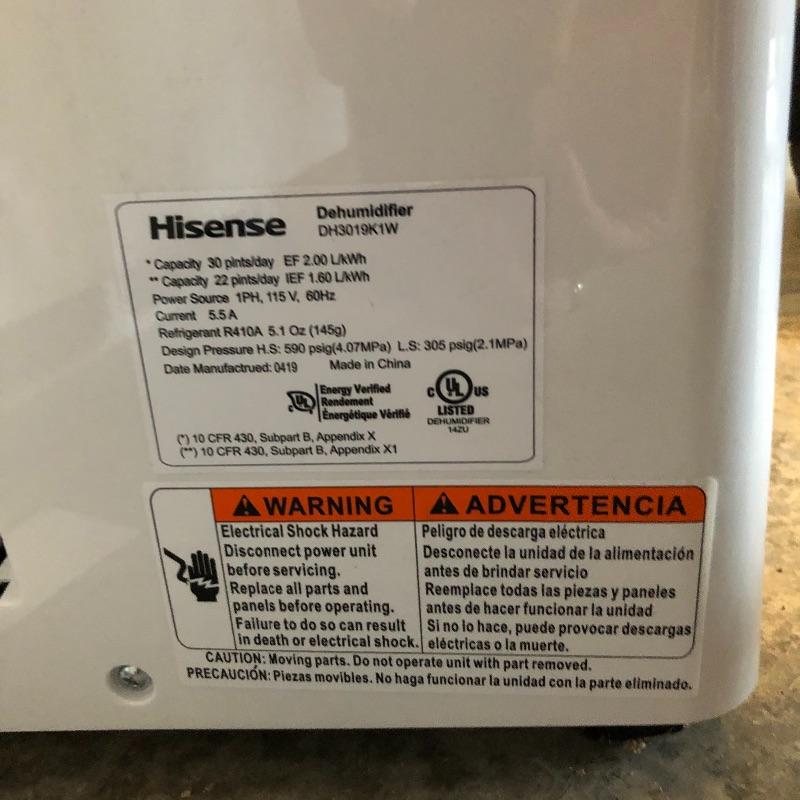 Hisense
Dehumidifier
DH3019K1W
* Capacity 30 pints/day EF 2.00 L/kWh
** Capacity 22 pints/day IEF 1.60 L/kWh
Power Source 1PH, 115 V, 60Hz
Current 5.5 A
Refrigerant R410A 5.1 Oz (145g)
Design Pressure H.S: 590 psig(4.07MPa) L.S: 305 psig(2.1MPa)
Date Manufactrued: 0419 Made in China
C UL
Energy Verified
Rendement
Énergétique Vérifié
C UL US
LISTED
DEHUMIDIFIER
14ZU
(*) 10 CFR 430, Subpart B, Appendix X
(**) 10 CFR 430, Subpart B, Appendix X1
WARNING
Electrical Shock Hazard
Disconnect power unit
before servicing.
Replace all parts and
panels before operating.
Failure to do so can result
in death or electrical shock.
ADVERTENCIA
Peligro de descarga eléctrica
Desconecte la unidad de la alimentación
antes de brindar servicio
Reemplace todas las piezas y paneles
antes de hacer funcionar la unidad
Si no lo hace, puede provocar descargas
eléctricas o la muerte.
CAUTION: Moving parts. Do not operate unit with part removed.
PRECAUCIÓN: Piezas movibles. No haga funcionar la unidad con la parte eliminado.